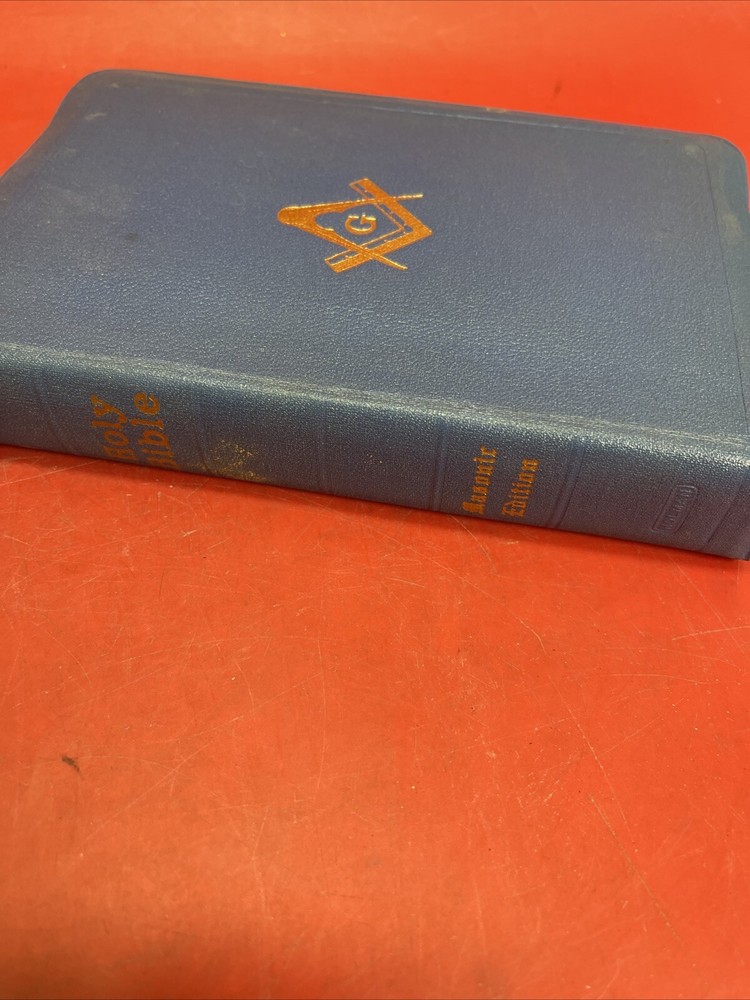 G
Holy
Bible
Masonic
Edition